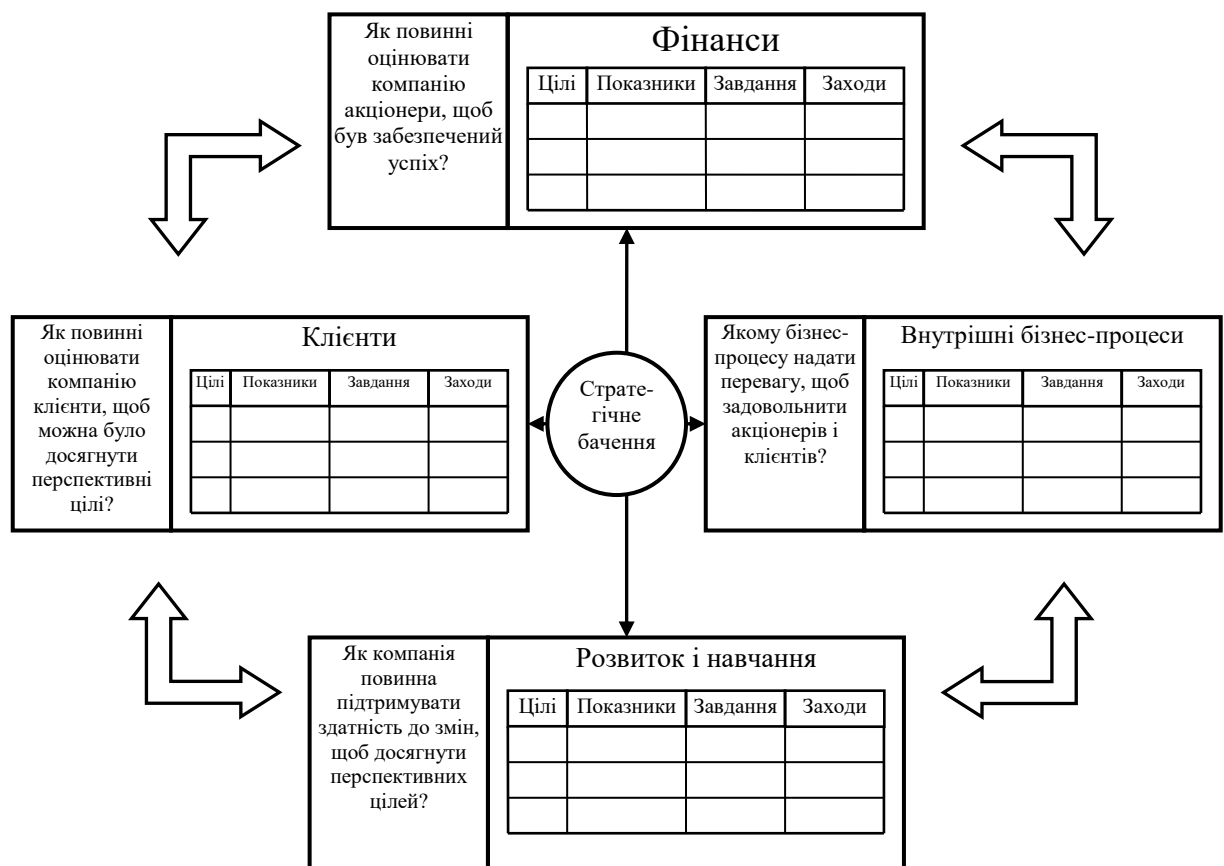 Як повинні
оцінювати
компанію
акціонери, щоб
був забезпечений
успіх?
Фінанси
Цілі Показники Завдання Заходи
Як повинні
оцінювати
компанію
клієнти, щоб
можна було
досягнути
перспективні
цілі?
Клієнти
Цілі Показники Завдання Заходи
Страте-
гічне
бачення
Якому бізнес-
процесу надати
перевагу, щоб
задовольнити
акціонерів і
клієнтів?
Внутрішні бізнес-процеси
Цілі Показники Завдання Заходи
Як компанія
повинна
підтримувати
здатність до змін,
щоб досягнути
перспективних
цілей?
Розвиток і навчання
Цілі Показники Завдання Заходи